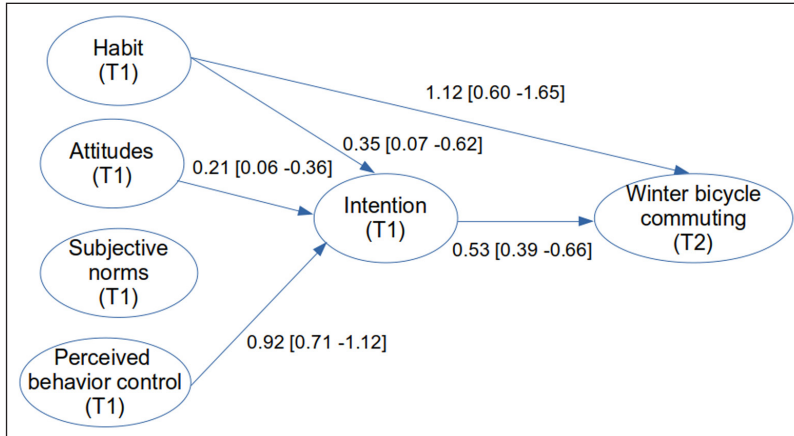 Habit
(T1)
1.12 [0.60 -1.65]
0.35 [0.07 -0.62]
Attitudes
(T1)
0.21 [0.06 -0.36]
Intention
(T1)
Winter bicycle
commuting
(T2)
0.53 [0.39 -0.66]
Subjective
norms
(T1)
0.92 [0.71 -1.12]
Perceived
behavior control
(T1)